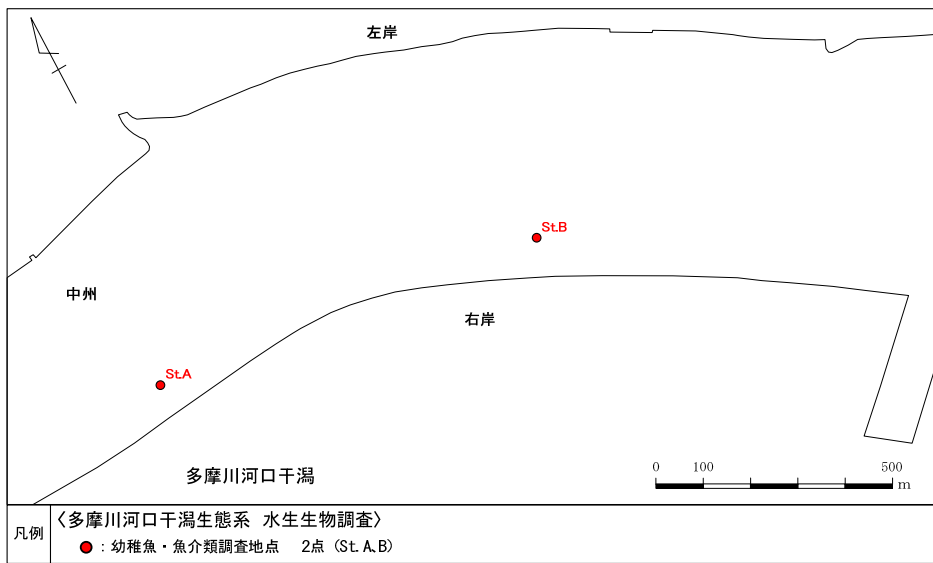 左岸
St.B
中州
右岸
St.A
多摩川河口干潟
0 100 500
m
凡例
〈多摩川河口干潟生態系 水生生物調査〉
●：幼稚魚・魚介類調査地点 2点 (St.A,B)